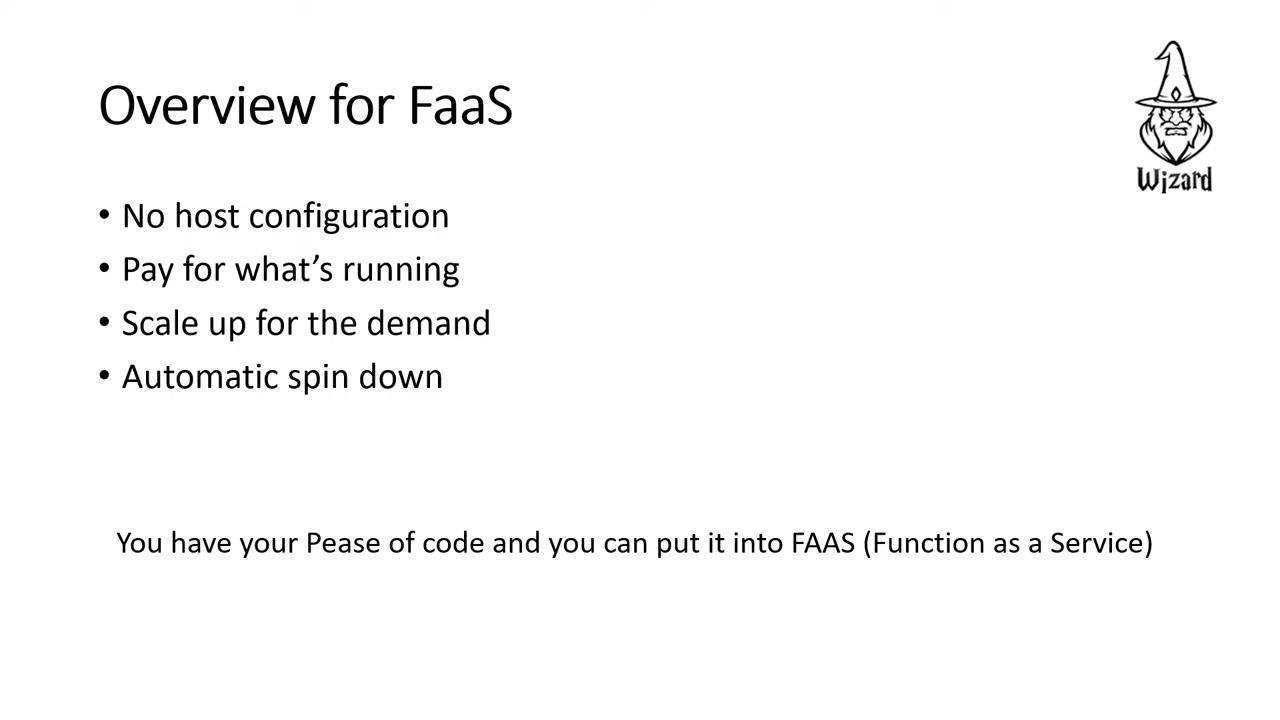 Overview for FaaS
Wizard
• No host configuration
• Pay for what’s running
• Scale up for the demand
• Automatic spin down
You have your Pease of code and you can put it into FAAS (Function as a Service)